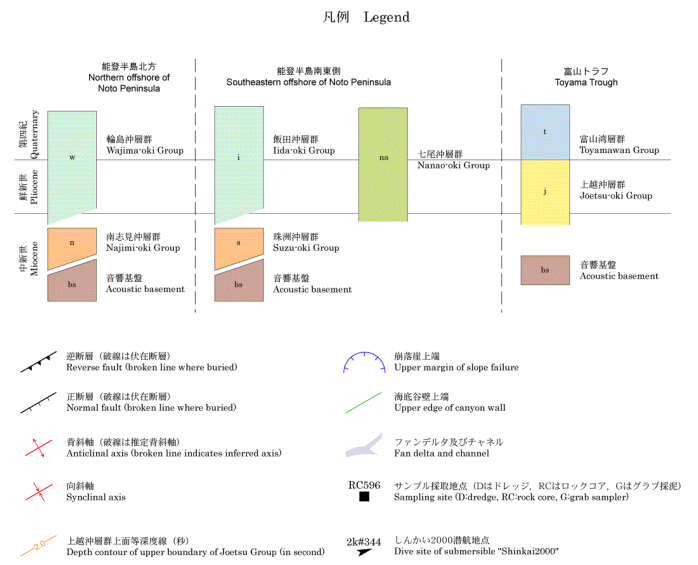 凡例 Legend
能登半島北方
Northern offshore of
Noto Peninsula
能登半島南東側
Southeastern offshore of Noto Peninsula
富山トラフ
Toyama Trough
第四紀
Quaternary
鮮新世
Pliocene
中新世
Miocene
w
輪島沖層群
Wajima-oki Group
n
南志見沖層群
Najimi-oki Group
bs
音響基盤
Acoustic basement
i
飯田沖層群
Iida-oki Group
s
珠洲沖層群
Suzu-oki Group
bs
音響基盤
Acoustic basement
na
七尾沖層群
Nanao-oki Group
t
富山湾層群
Toyamawan Group
j
上越沖層群
Jōetsu-oki Group
bs
音響基盤
Acoustic basement
逆断層（破線は伏在断層）
Reverse fault (broken line where buried)
正断層（破線は伏在断層）
Normal fault (broken line where buried)
背斜軸（破線は推定背斜軸）
Anticlinal axis (broken line indicates inferred axis)
向斜軸
Synclinal axis
2.0
上越沖層群上面等深度線（秒）
Depth contour of upper boundary of Joetsu Group (in second)
崩落崖上端
Upper margin of slope failure
海底谷壁上端
Upper edge of canyon wall
ファンデルタ及びチャネル
Fan delta and channel
RC596
サンプル採取地点（Dはドレッジ，RCはロックコア，Gはグラブ採泥）
Sampling site (D:dredge, RC:rock core, G:grab sampler)
2k#344
しんかい2000潜航地点
Dive site of submersible "Shinkai2000"